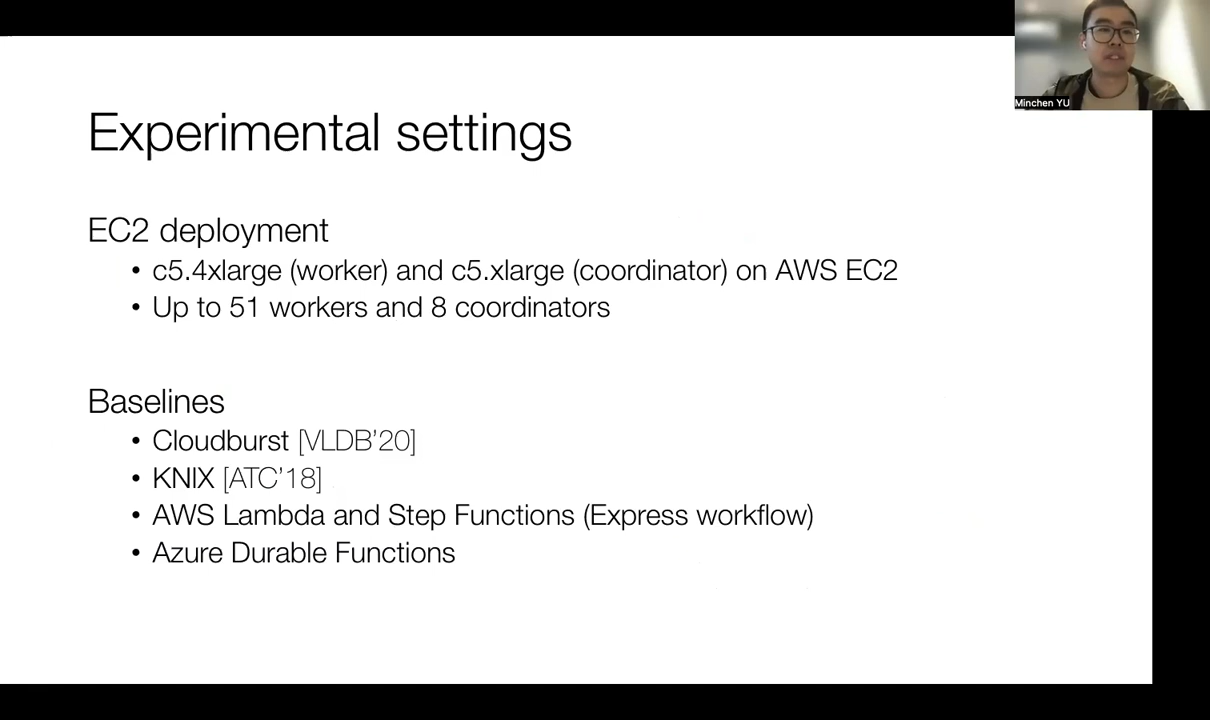 Minchen YU
Experimental settings
EC2 deployment
• c5.4xlarge (worker) and c5.xlarge (coordinator) on AWS EC2
• Up to 51 workers and 8 coordinators
Baselines
• Cloudburst [VLDB'20]
• KNIX [ATC'18]
• AWS Lambda and Step Functions (Express workflow)
• Azure Durable Functions